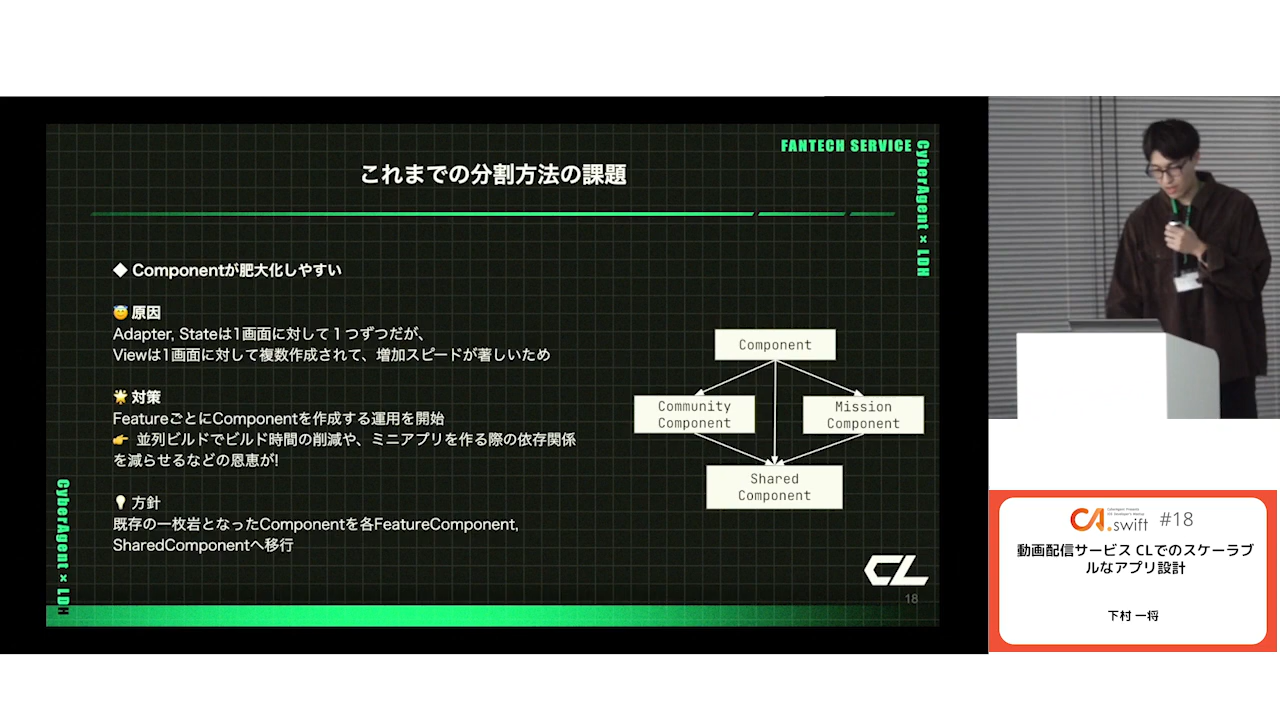 FANTECH SERVICE
CyberAgent × LDH
これまでの分割方法の課題
◆ Componentが肥大化しやすい
😇 原因
Adapter, Stateは1画面に対して１つずつだが、
Viewは1画面に対して複数作成されて、増加スピードが著しいため
🌟 対策
FeatureごとにComponentを作成する運用を開始
👉 並列ビルドでビルド時間の削減や、ミニアプリを作る際の依存関係
を減らせるなどの恩恵が!
💡 方針
既存の一枚岩となったComponentを各FeatureComponent,
SharedComponentへ移行
Component
Community
Component
Mission
Component
Shared
Component
CyberAgent × LDH
CL
18
CA.swift #18
動画配信サービス CLでのスケーラブ
ルなアプリ設計
下村 一将